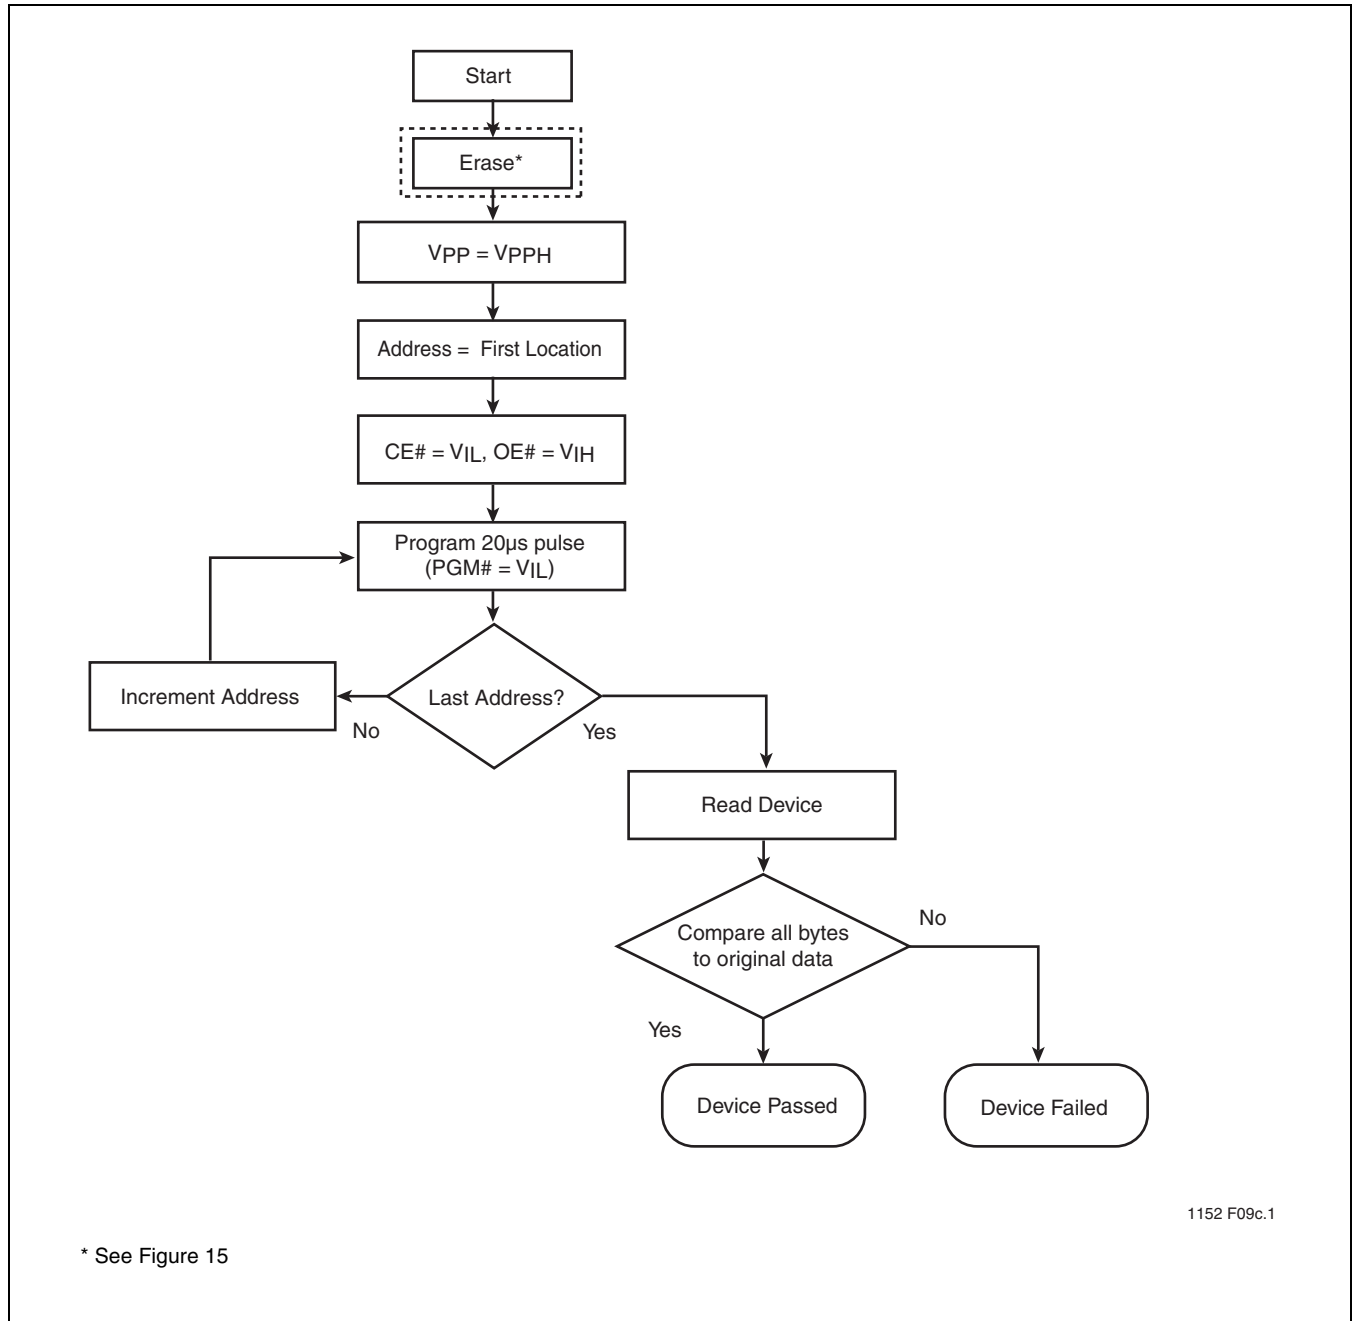 Start
Erase*
VPP = VPPH
Address = First Location
CE# = VIL, OE# = VIH
Program 20µs pulse
(PGM# = VIL)
Last Address?
Increment Address
No
Yes
Read Device
Compare all bytes
to original data
No
Yes
Device Passed
Device Failed
1152 F09c.1
* See Figure 15